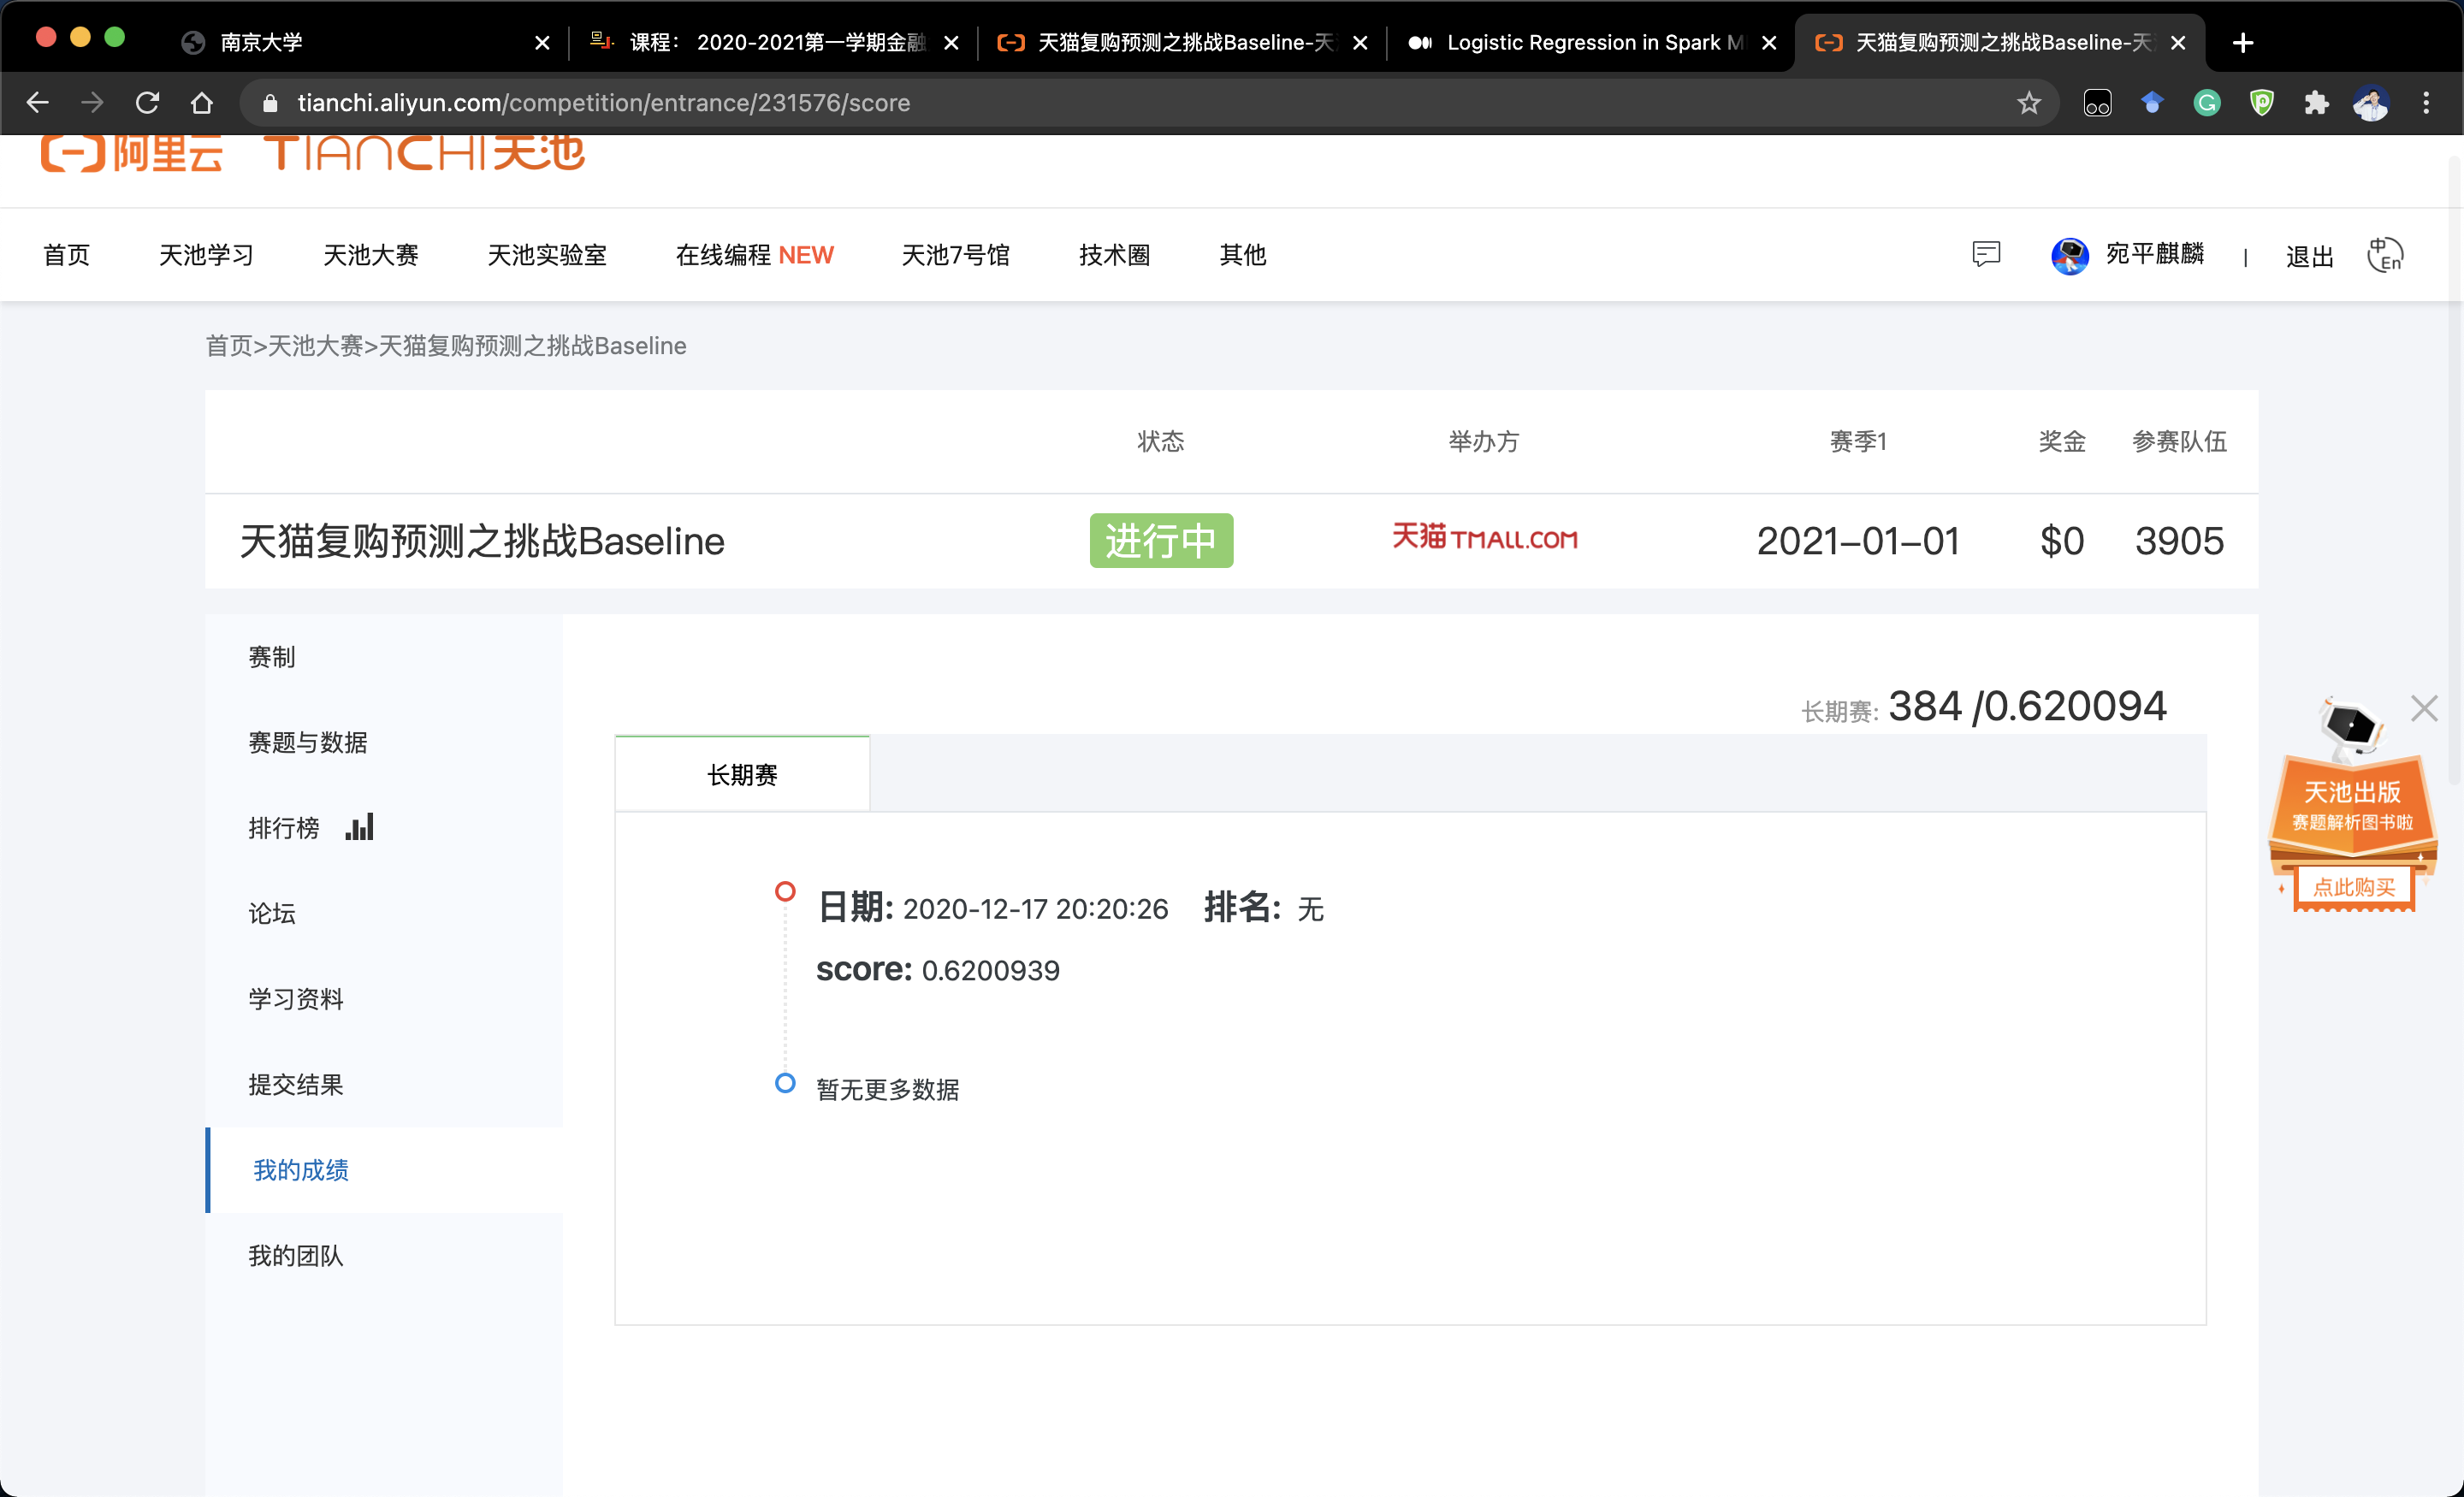 南京大学
课程： 2020-2021第一学期金融
天猫复购预测之挑战Baseline-天
Logistic Regression in Spark M
天猫复购预测之挑战Baseline-天
tianchi.aliyun.com/competition/entrance/231576/score
阿里云 TIANCHI天池
首页 天池学习 天池大赛 天池实验室 在线编程 NEW 天池7号馆 技术圈 其他 宛平麒麟 | 退出 中 En
首页>天池大赛>天猫复购预测之挑战Baseline
状态 举办方 赛季1 奖金 参赛队伍
天猫复购预测之挑战Baseline 进行中 天猫 TMALL.COM 2021-01-01 $0 3905
赛制
赛题与数据
排行榜
论坛
学习资料
提交结果
我的成绩
我的团队
长期赛: 384 /0.620094
长期赛
日期: 2020-12-17 20:20:26 排名: 无
score: 0.6200939
暂无更多数据
天池出版
赛题解析图书啦
点此购买